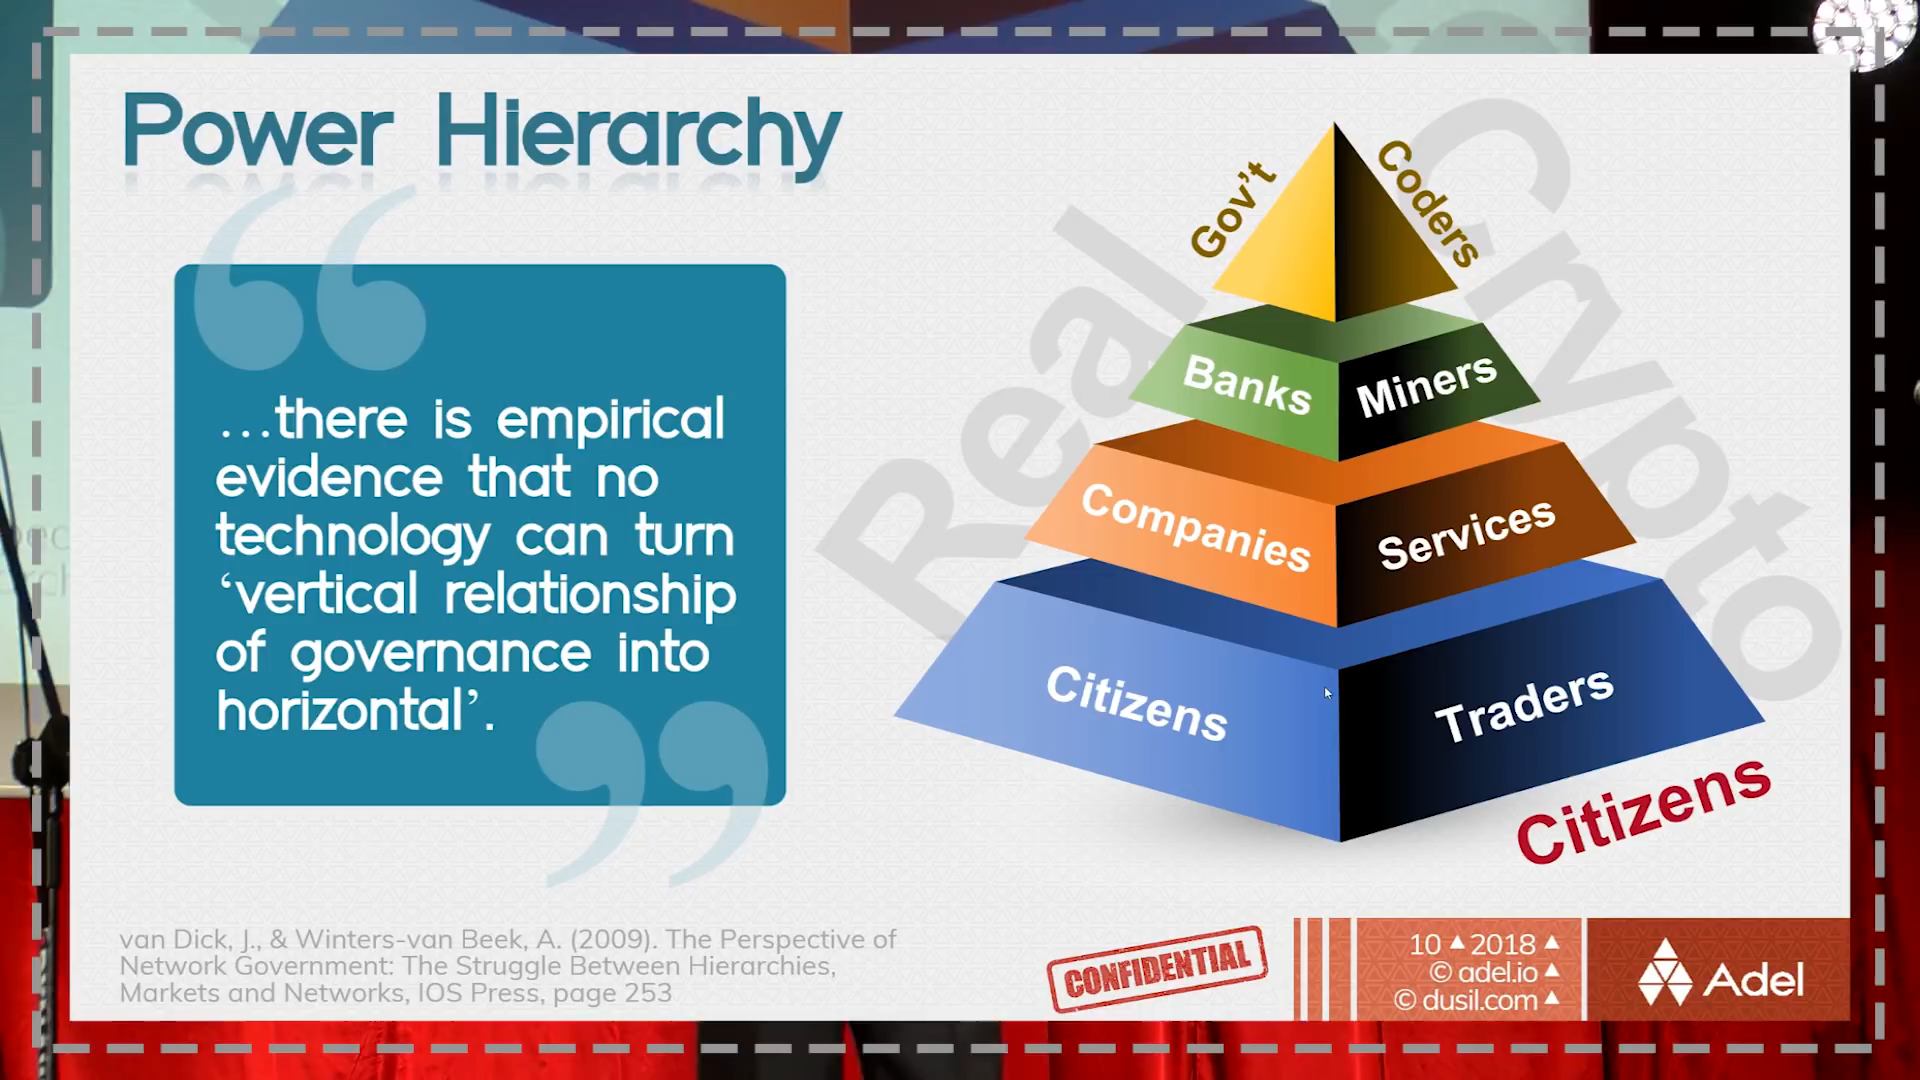 Power Hierarchy
…there is empirical
evidence that no
technology can turn
‘vertical relationship
of governance into
horizontal’.
van Dick, J., & Winters-van Beek, A. (2009). The Perspective of
Network Government: The Struggle Between Hierarchies,
Markets and Networks, IOS Press, page 253
Real
Crypto
Gov't
Coders
Banks
Miners
Companies
Services
Citizens
Traders
Citizens
CONFIDENTIAL
10 ▲ 2018 ▲
© adel.io ▲
© dusil.com ▲
Adel